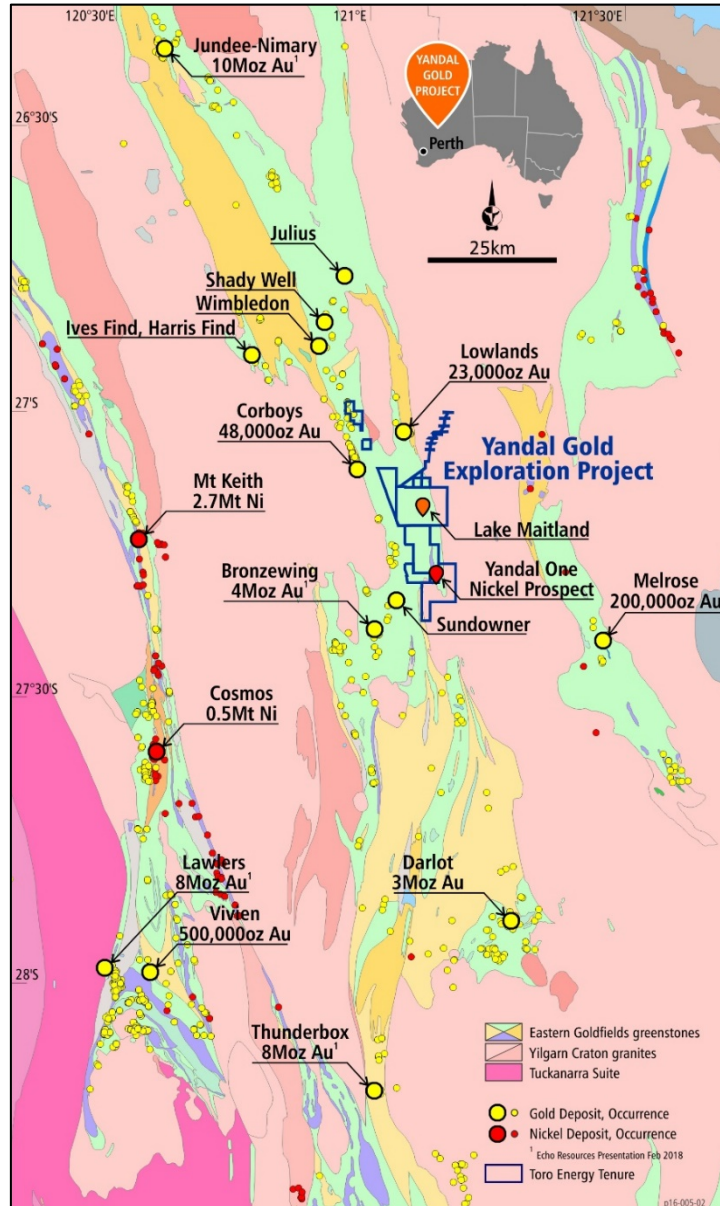 120°30'E
121°E
121°30'E
Jundee-Nimary
10Moz Au¹
YANDAL
GOLD
PROJECT
Perth
26°30'S
25km
Julius
Shady Well
Wimbledon
Ives Find, Harris Find
Lowlands
23,000oz Au
27°S
Corboys
48,000oz Au
Yandal Gold
Exploration Project
Mt Keith
2.7Mt Ni
Lake Maitland
Bronzewing
4Moz Au¹
Yandal One
Nickel Prospect
Melrose
200,000oz Au
Sundowner
27°30'S
Cosmos
0.5Mt Ni
Lawlers
8Moz Au¹
Vivien
500,000oz Au
Darlot
3Moz Au
28°S
Thunderbox
8Moz Au¹
Eastern Goldfields greenstones
Yilgarn Craton granites
Tuckanarra Suite
Gold Deposit, Occurrence
Nickel Deposit, Occurrence
¹ Echo Resources Presentation Feb 2018
Toro Energy Tenure
p16-005-02